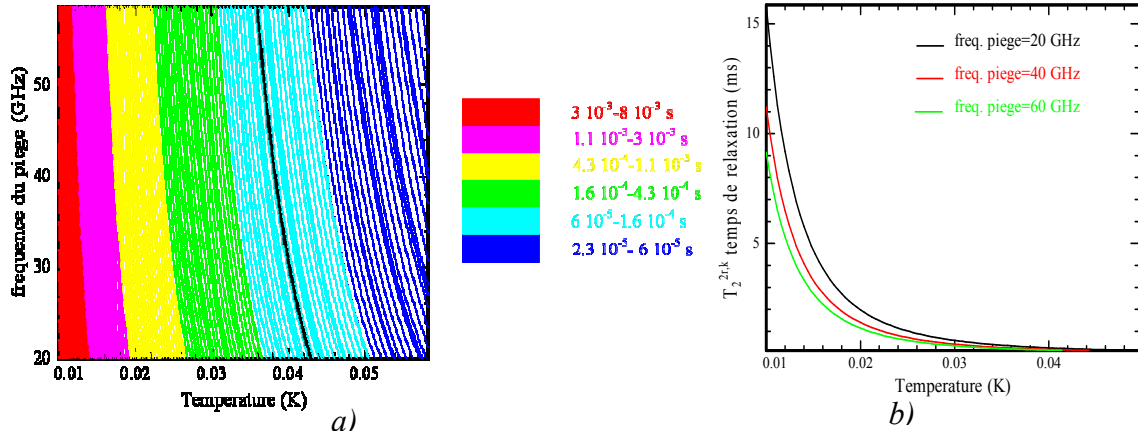 frequence du piege (GHz)
50
40
30
20
0.01 0.02 0.03 0.04 0.05
Temperature (K)
a)
3 10⁻³-8 10⁻³ s
1.1 10⁻³-3 10⁻³ s
4.3 10⁻⁴-1.1 10⁻³ s
1.6 10⁻⁴-4.3 10⁻⁴ s
6 10⁻⁵-1.6 10⁻⁴ s
2.3 10⁻⁵- 6 10⁻⁵ s
T₂²ʳ·ᵏ temps de relaxation (ms)
15
10
5
freq. piege=20 GHz
freq. piege=40 GHz
freq. piege=60 GHz
0.01 0.02 0.03 0.04
Temperature (K)
b)